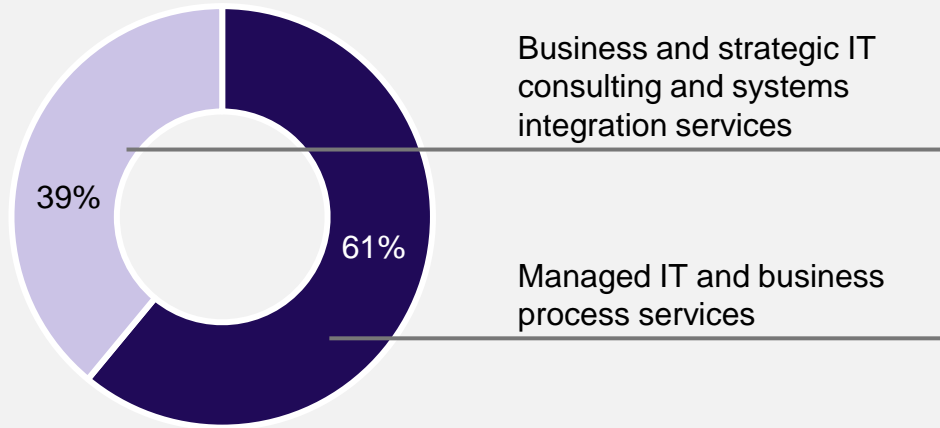 Business and strategic IT
consulting and systems
integration services
39%
61%
Managed IT and business
process services